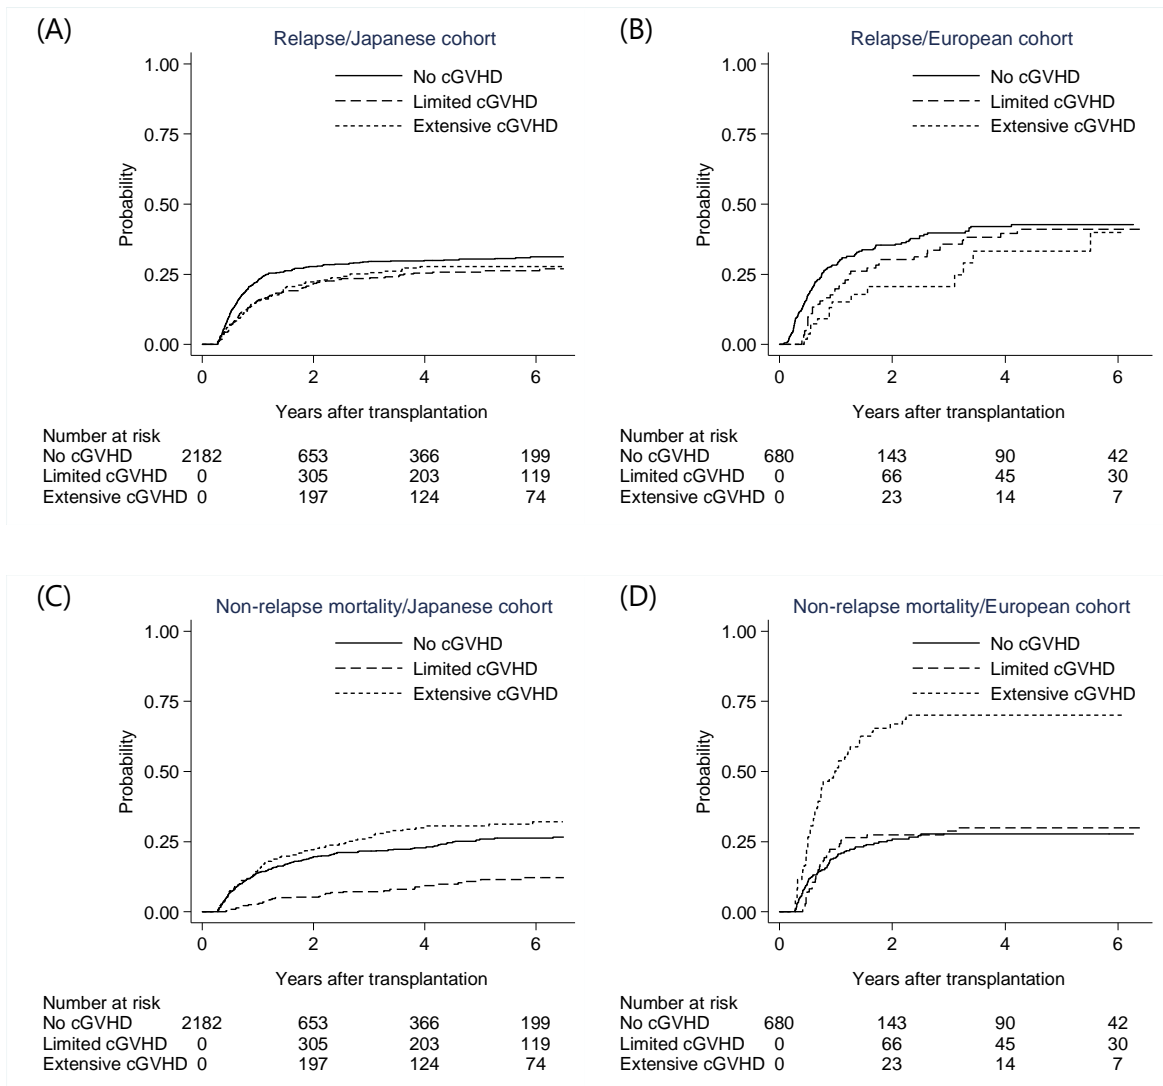 (A)
Relapse/Japanese cohort
1.00
0.75
0.50
0.25
0.00
Probability
No cGVHD
Limited cGVHD
Extensive cGVHD
0 2 4 6
Years after transplantation
Number at risk
No cGVHD 2182 653 366 199
Limited cGVHD 0 305 203 119
Extensive cGVHD 0 197 124 74
(B)
Relapse/European cohort
1.00
0.75
0.50
0.25
0.00
Probability
No cGVHD
Limited cGVHD
Extensive cGVHD
0 2 4 6
Years after transplantation
Number at risk
No cGVHD 680 143 90 42
Limited cGVHD 0 66 45 30
Extensive cGVHD 0 23 14 7
(C)
Non-relapse mortality/Japanese cohort
1.00
0.75
0.50
0.25
0.00
Probability
No cGVHD
Limited cGVHD
Extensive cGVHD
0 2 4 6
Years after transplantation
Number at risk
No cGVHD 2182 653 366 199
Limited cGVHD 0 305 203 119
Extensive cGVHD 0 197 124 74
(D)
Non-relapse mortality/European cohort
1.00
0.75
0.50
0.25
0.00
Probability
No cGVHD
Limited cGVHD
Extensive cGVHD
0 2 4 6
Years after transplantation
Number at risk
No cGVHD 680 143 90 42
Limited cGVHD 0 66 45 30
Extensive cGVHD 0 23 14 7